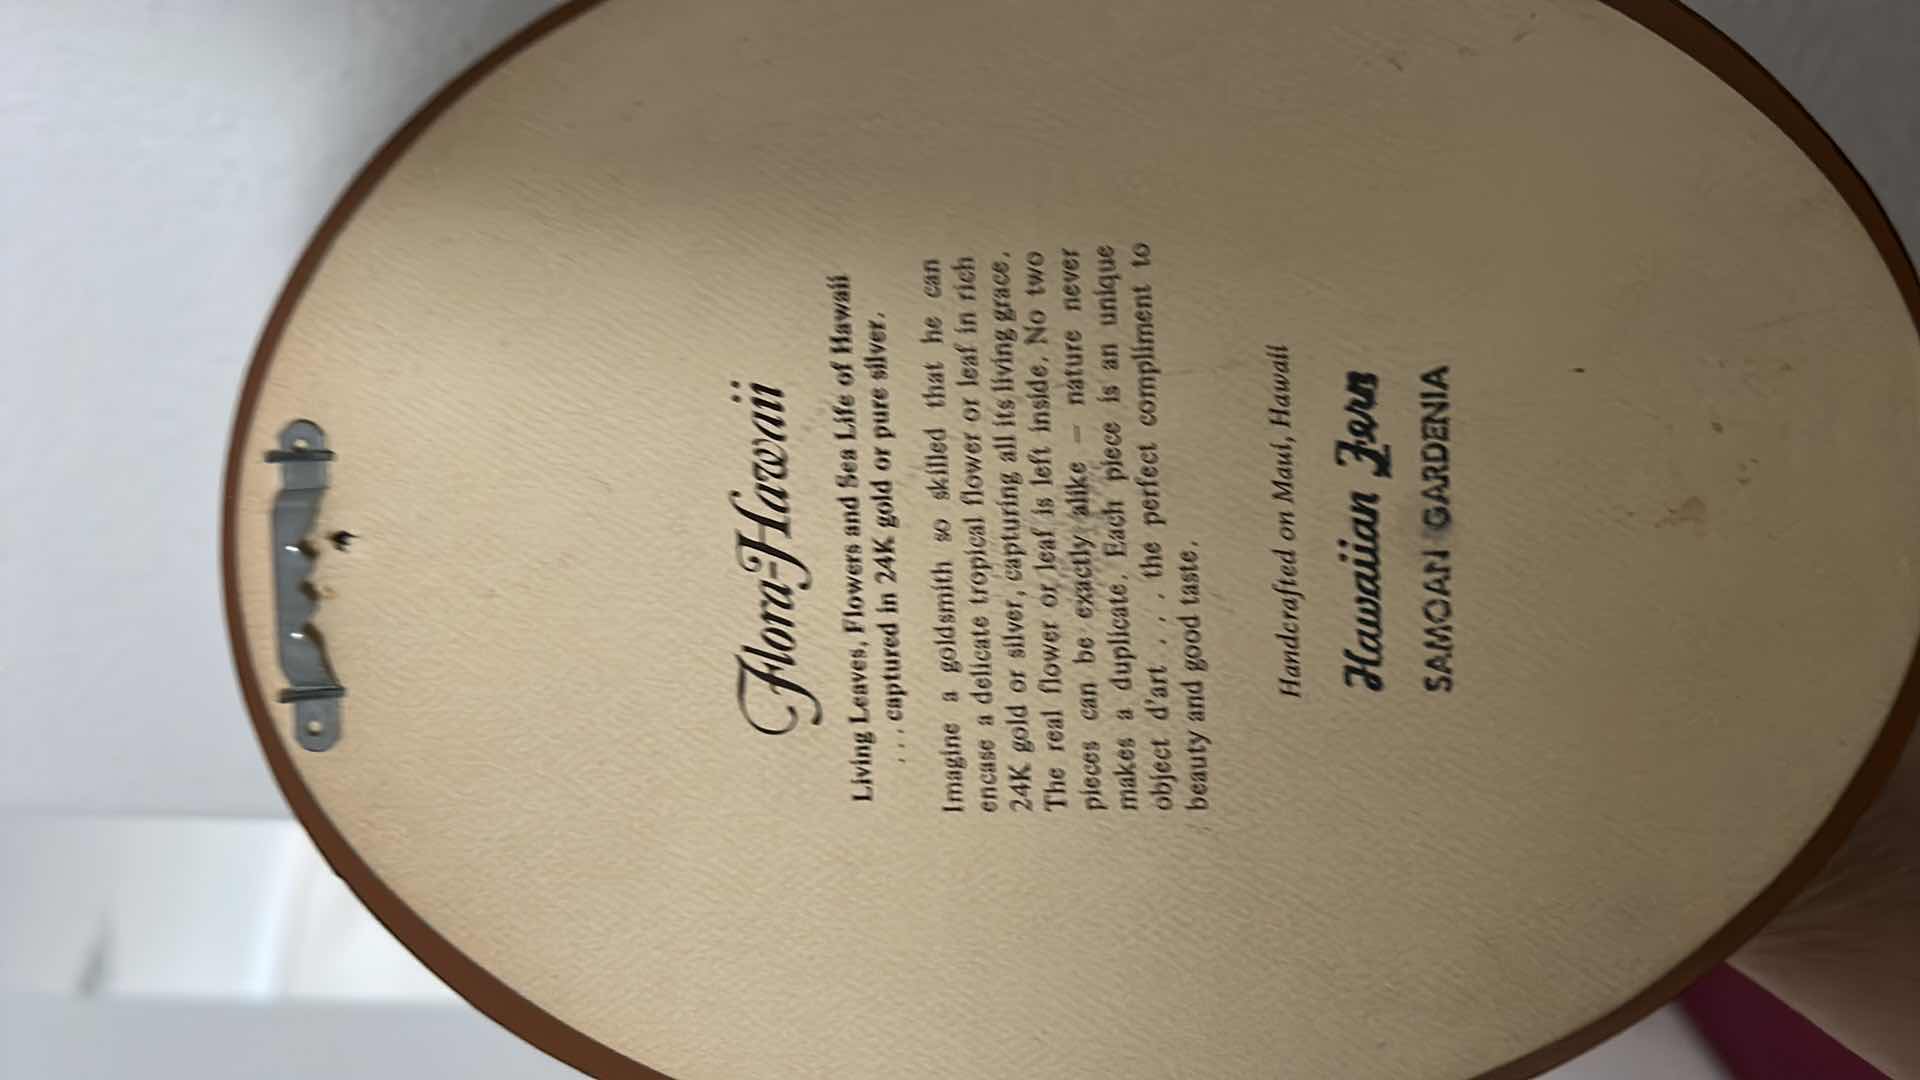 Flora-Hawaii
Living Leaves, Flowers and Sea Life of Hawaii
. . . captured in 24K gold or pure silver.
Imagine a goldsmith so skilled that he can
encase a delicate tropical flower or leaf in rich
24K gold or silver, capturing all its living grace.
The real flower or leaf is left inside. No two
pieces can be exactly alike — nature never
makes a duplicate. Each piece is an unique
object d'art . . . the perfect compliment to
beauty and good taste.
Handcrafted on Maui, Hawaii
Hawaiian Fern
SAMOAN GARDENIA